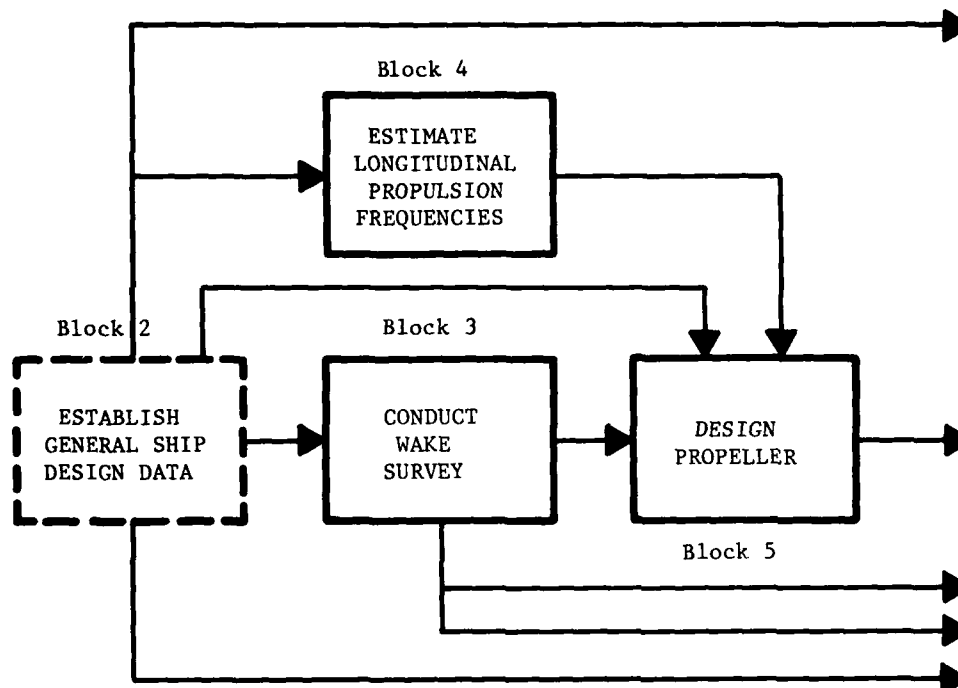 Block 4
ESTIMATE
LONGITUDINAL
PROPULSION
FREQUENCIES
Block 2
ESTABLISH
GENERAL SHIP
DESIGN DATA
Block 3
CONDUCT
WAKE
SURVEY
DESIGN
PROPELLER
Block 5